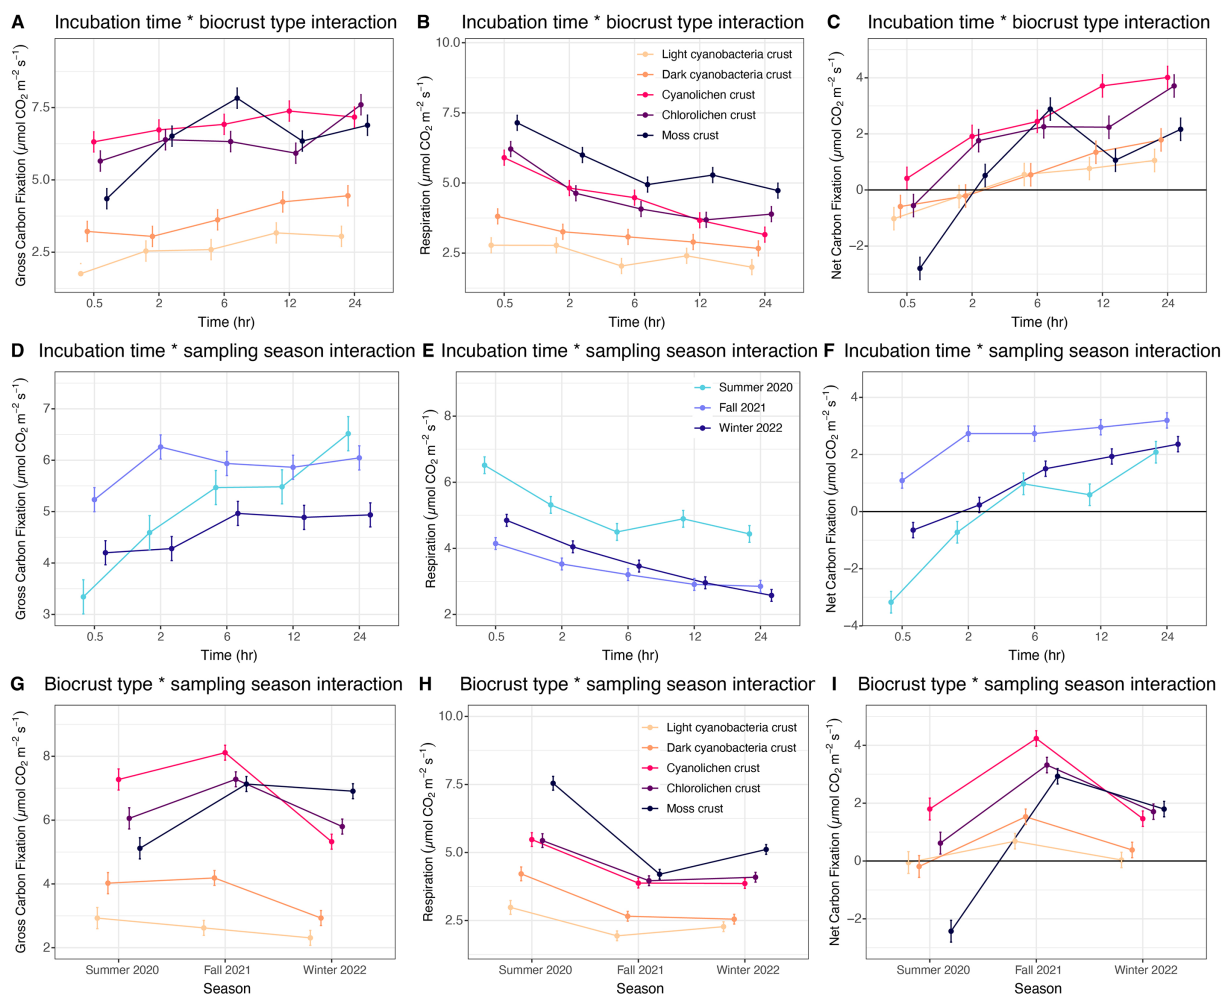 A Incubation time * biocrust type interaction
Gross Carbon Fixation (µmol CO2 m−2 s−1)
7.5
5.0
2.5
0.5 2 6 12 24
Time (hr)
B Incubation time * biocrust type interaction
Respiration (µmol CO2 m−2 s−1)
10.0
7.5
5.0
2.5
Light cyanobacteria crust
Dark cyanobacteria crust
Cyanolichen crust
Chlorolichen crust
Moss crust
0.5 2 6 12 24
Time (hr)
C Incubation time * biocrust type interaction
Net Carbon Fixation (µmol CO2 m−2 s−1)
4
2
0
−2
0.5 2 6 12 24
Time (hr)
D Incubation time * sampling season interaction
Gross Carbon Fixation (µmol CO2 m−2 s−1)
7
6
5
4
3
0.5 2 6 12 24
Time (hr)
E Incubation time * sampling season interaction
Respiration (µmol CO2 m−2 s−1)
8
6
4
2
Summer 2020
Fall 2021
Winter 2022
0.5 2 6 12 24
Time (hr)
F Incubation time * sampling season interaction
Net Carbon Fixation (µmol CO2 m−2 s−1)
4
2
0
−2
−4
0.5 2 6 12 24
Time (hr)
G Biocrust type * sampling season interaction
Gross Carbon Fixation (µmol CO2 m−2 s−1)
8
6
4
2
Summer 2020 Fall 2021 Winter 2022
Season
H Biocrust type * sampling season interaction
Respiration (µmol CO2 m−2 s−1)
10.0
7.5
5.0
2.5
Light cyanobacteria crust
Dark cyanobacteria crust
Cyanolichen crust
Chlorolichen crust
Moss crust
Summer 2020 Fall 2021 Winter 2022
Season
I Biocrust type * sampling season interaction
Net Carbon Fixation (µmol CO2 m−2 s−1)
4
2
0
−2
Summer 2020 Fall 2021 Winter 2022
Season